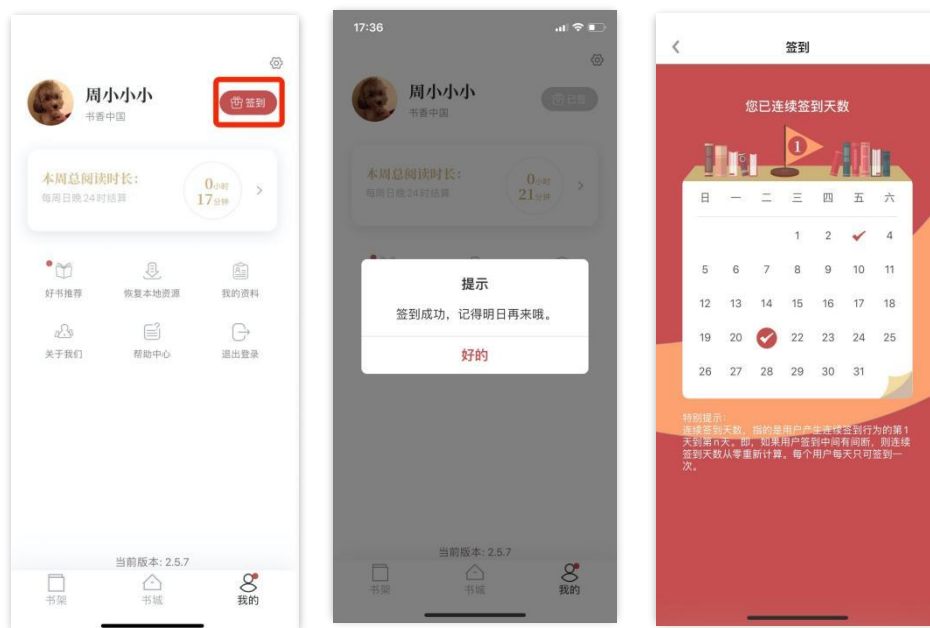 周小小小
书香中国
签到
本周总阅读时长：
每周日晚24时结算
0小时
17分钟
好书推荐
恢复本地资源
我的资料
关于我们
帮助中心
退出登录
当前版本: 2.5.7
书架
书城
我的
17:36
周小小小
书香中国
已签
本周总阅读时长：
每周日晚24时结算
0小时
21分钟
提示
签到成功，记得明日再来哦。
好的
当前版本: 2.5.7
书架
书城
我的
签到
您已连续签到天数
1
日 一 二 三 四 五 六
1 2 4
5 6 7 8 9 10 11
12 13 14 15 16 17 18
19 20 22 23 24 25
26 27 28 29 30 31
特别提示：
连续签到天数，指的是用户产生连续签到行为的第1
天到第n天。即，如果用户签到中间有间断，则连续
签到天数从零重新计算。每个用户每天只可签到一
次。